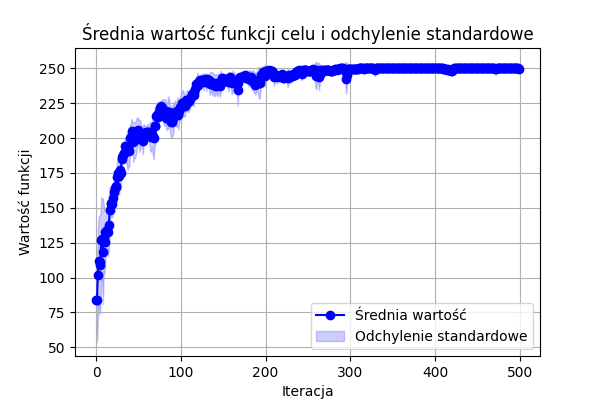 Średnia wartość funkcji celu i odchylenie standardowe
Wartość funkcji
250
225
200
175
150
125
100
75
50
0 100 200 300 400 500
Iteracja
Średnia wartość
Odchylenie standardowe